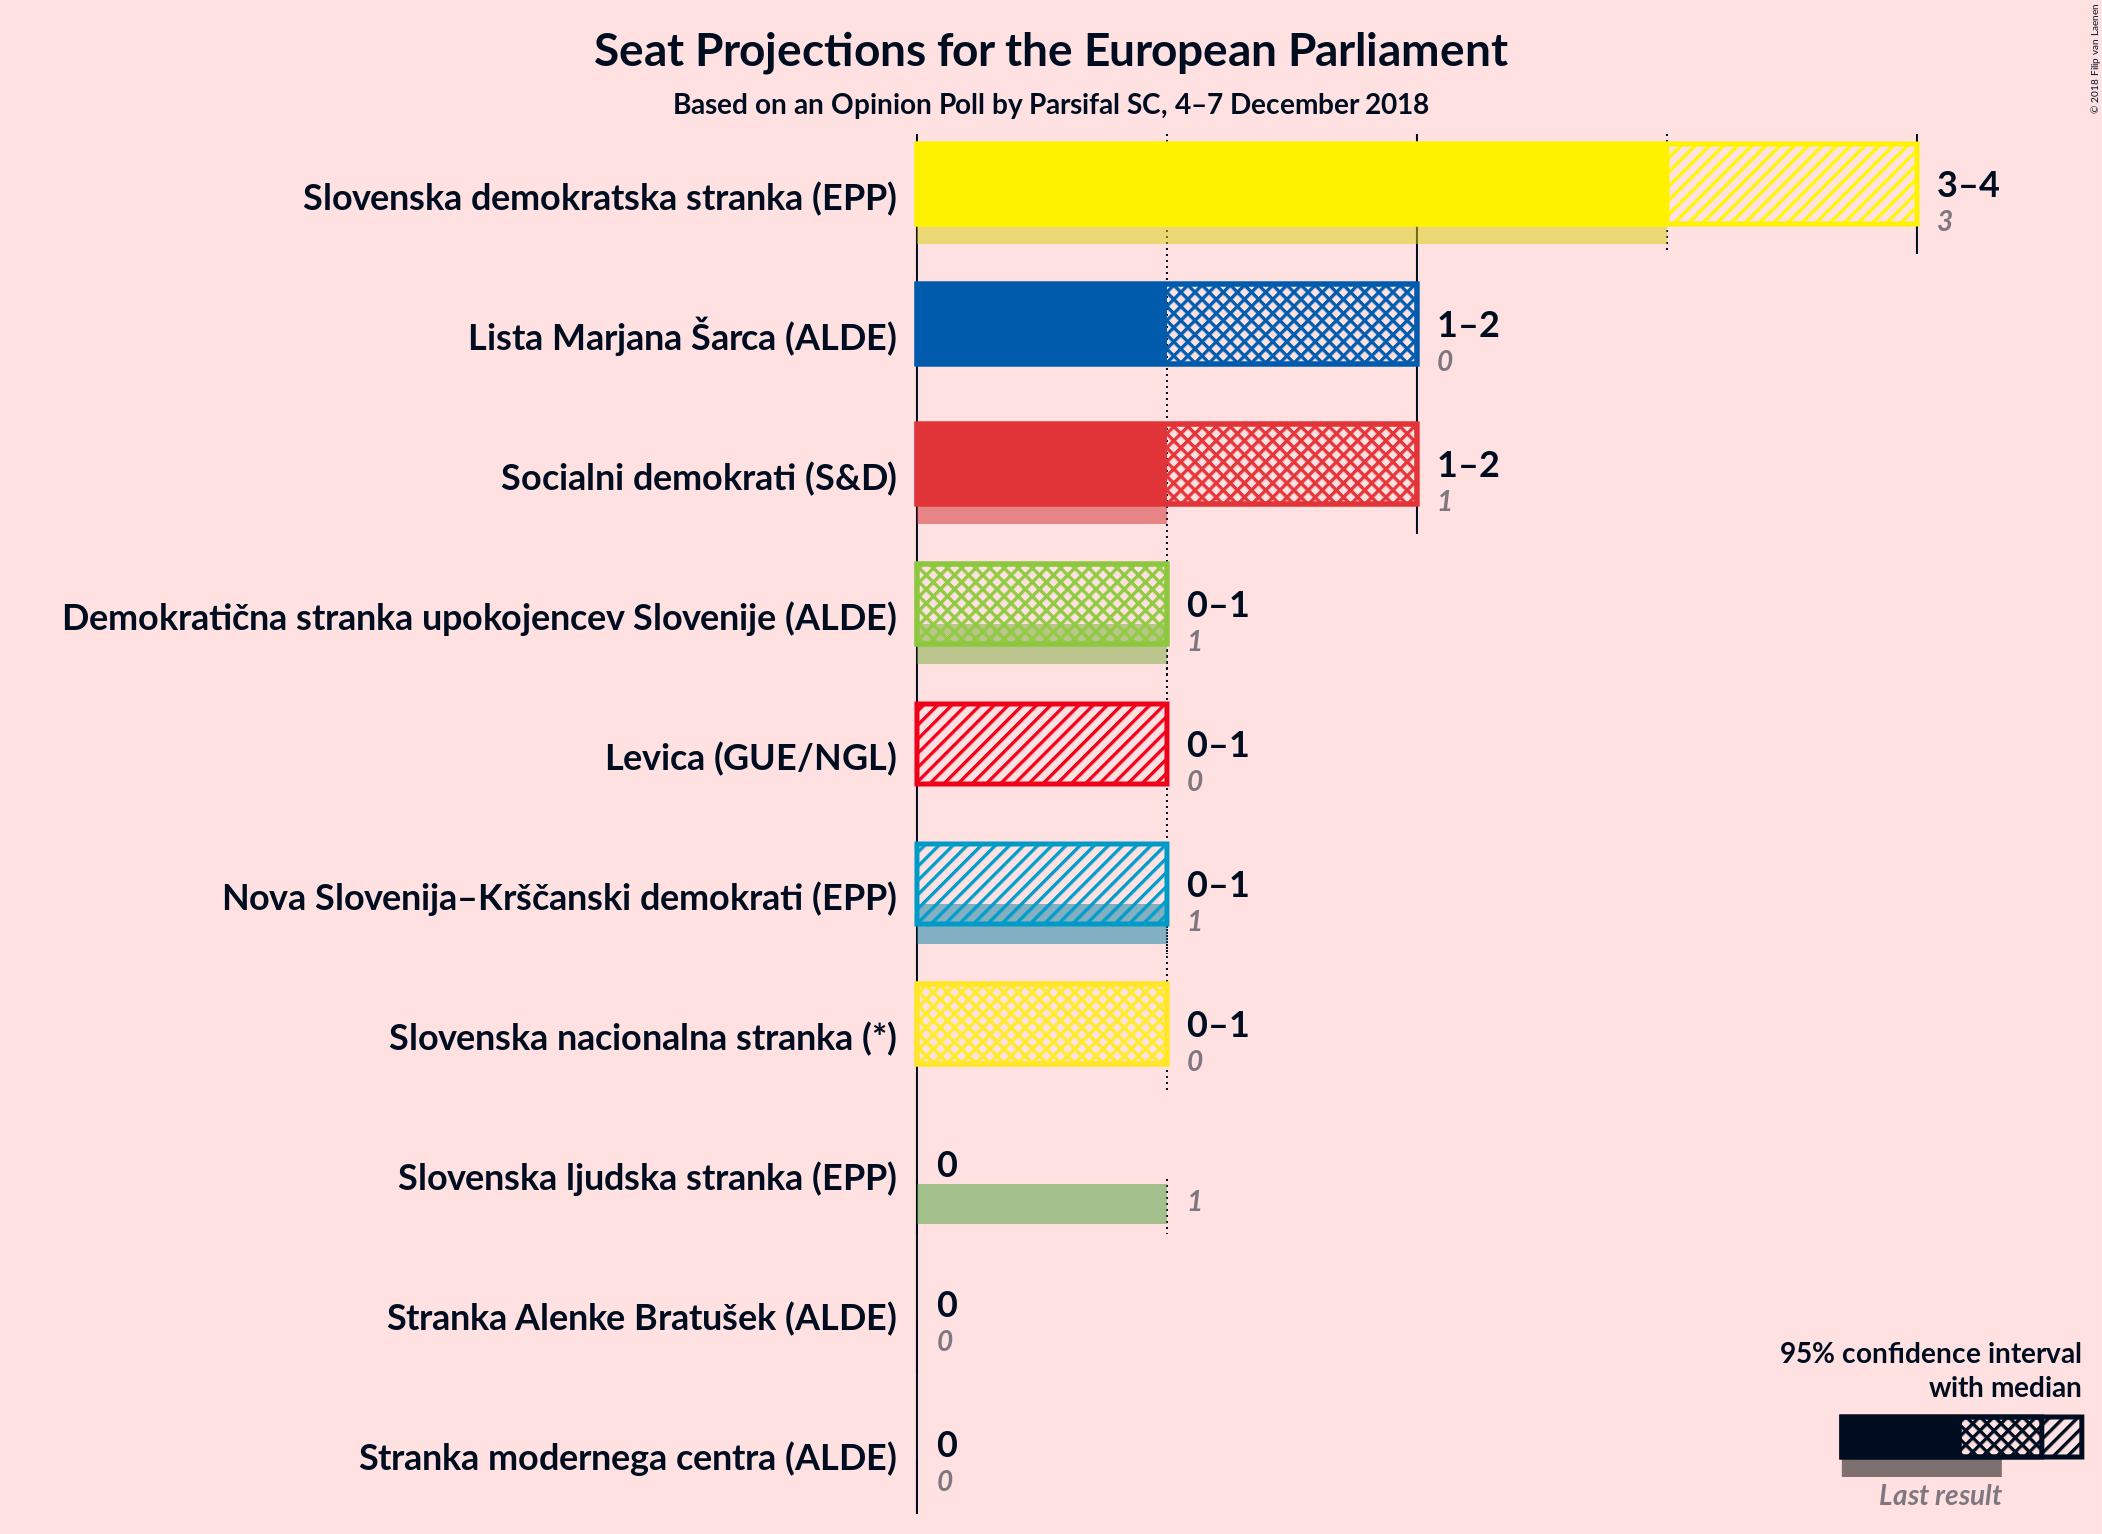 Seat Projections for the European Parliament
Based on an Opinion Poll by Parsifal SC, 4–7 December 2018
© 2018 Filip van Laenen
Slovenska demokratska stranka (EPP)
3–4
3
Lista Marjana Šarca (ALDE)
1–2
0
Socialni demokrati (S&D)
1–2
1
Demokratična stranka upokojencev Slovenije (ALDE)
0–1
1
Levica (GUE/NGL)
0–1
0
Nova Slovenija–Krščanski demokrati (EPP)
0–1
1
Slovenska nacionalna stranka (*)
0–1
0
Slovenska ljudska stranka (EPP)
0
1
Stranka Alenke Bratušek (ALDE)
0
0
Stranka modernega centra (ALDE)
0
0
95% confidence interval
with median
Last result